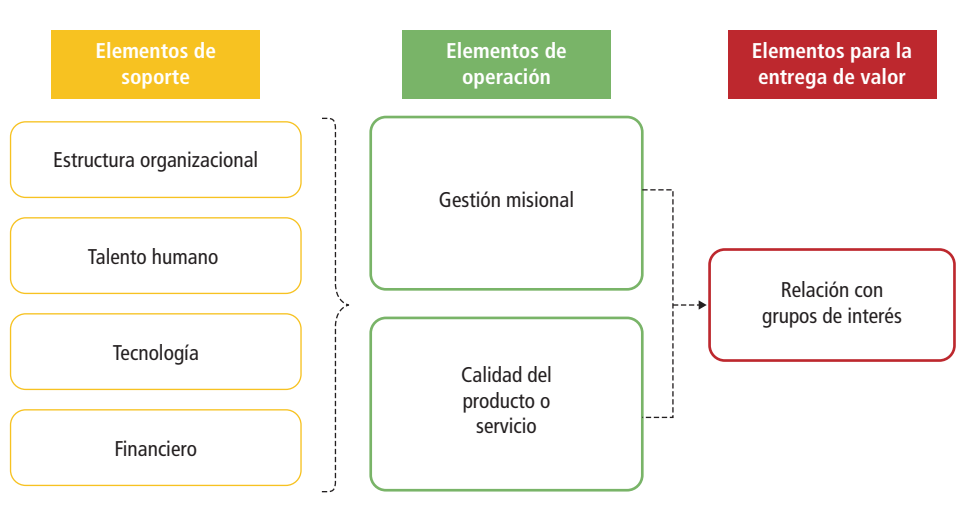 Elementos de
soporte
Elementos de
operación
Elementos para la
entrega de valor
Estructura organizacional
Talento humano
Tecnología
Financiero
Gestión misional
Calidad del
producto o
servicio
Relación con
grupos de interés